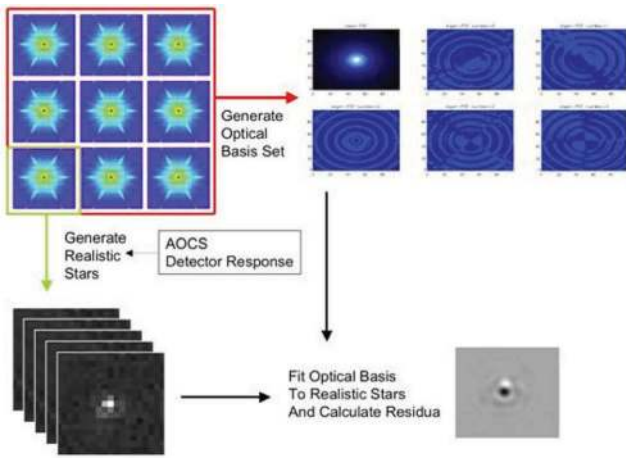 Generate
Optical
Basis Set
Generate
Realistic
Stars
AOCS
Detector Response
Fit Optical Basis
To Realistic Stars
And Calculate Residua